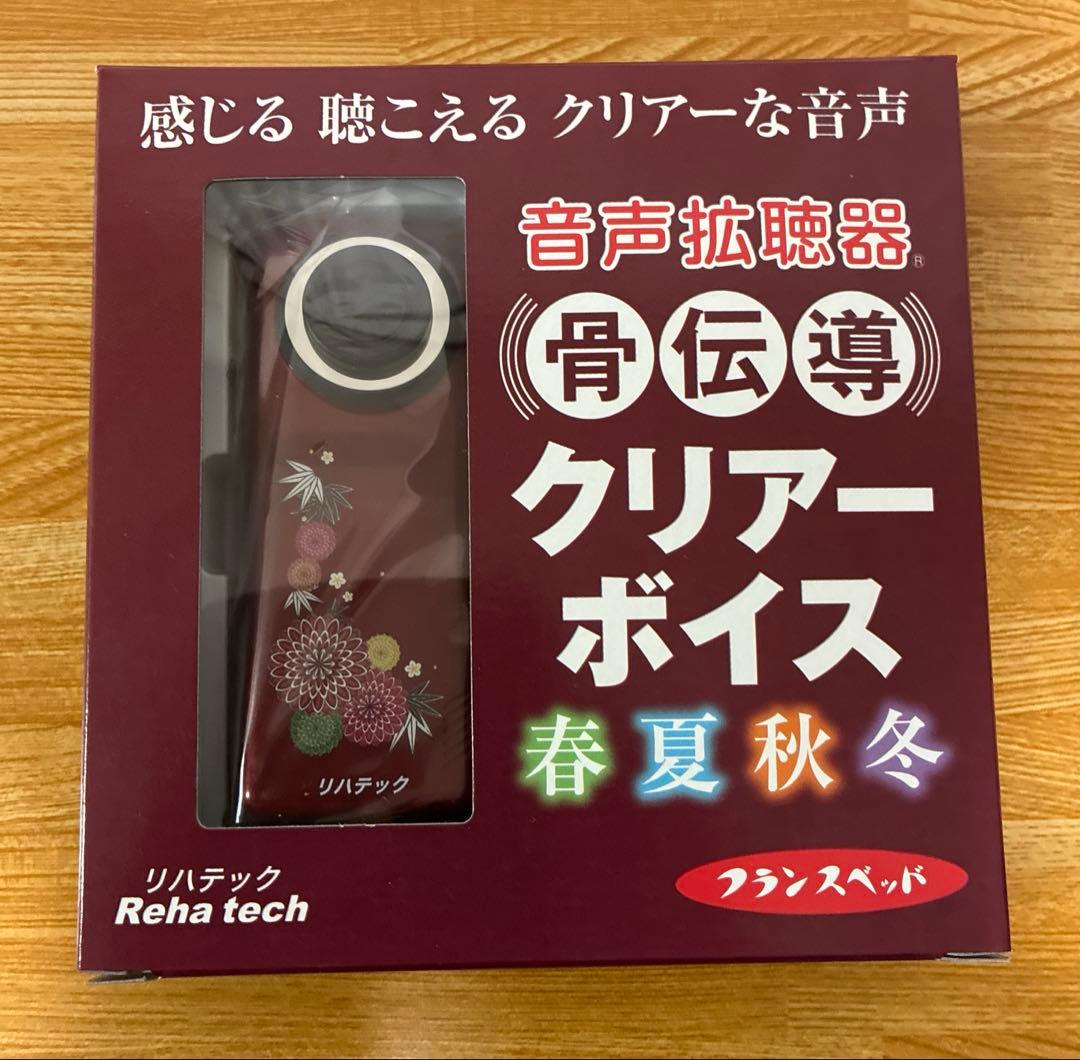 感じる 聴こえる クリアーな音声
音声拡聴器®
骨伝導
クリアー
ボイス
春夏秋冬
リハテック
リハテック
Reha tech
フランスベッド